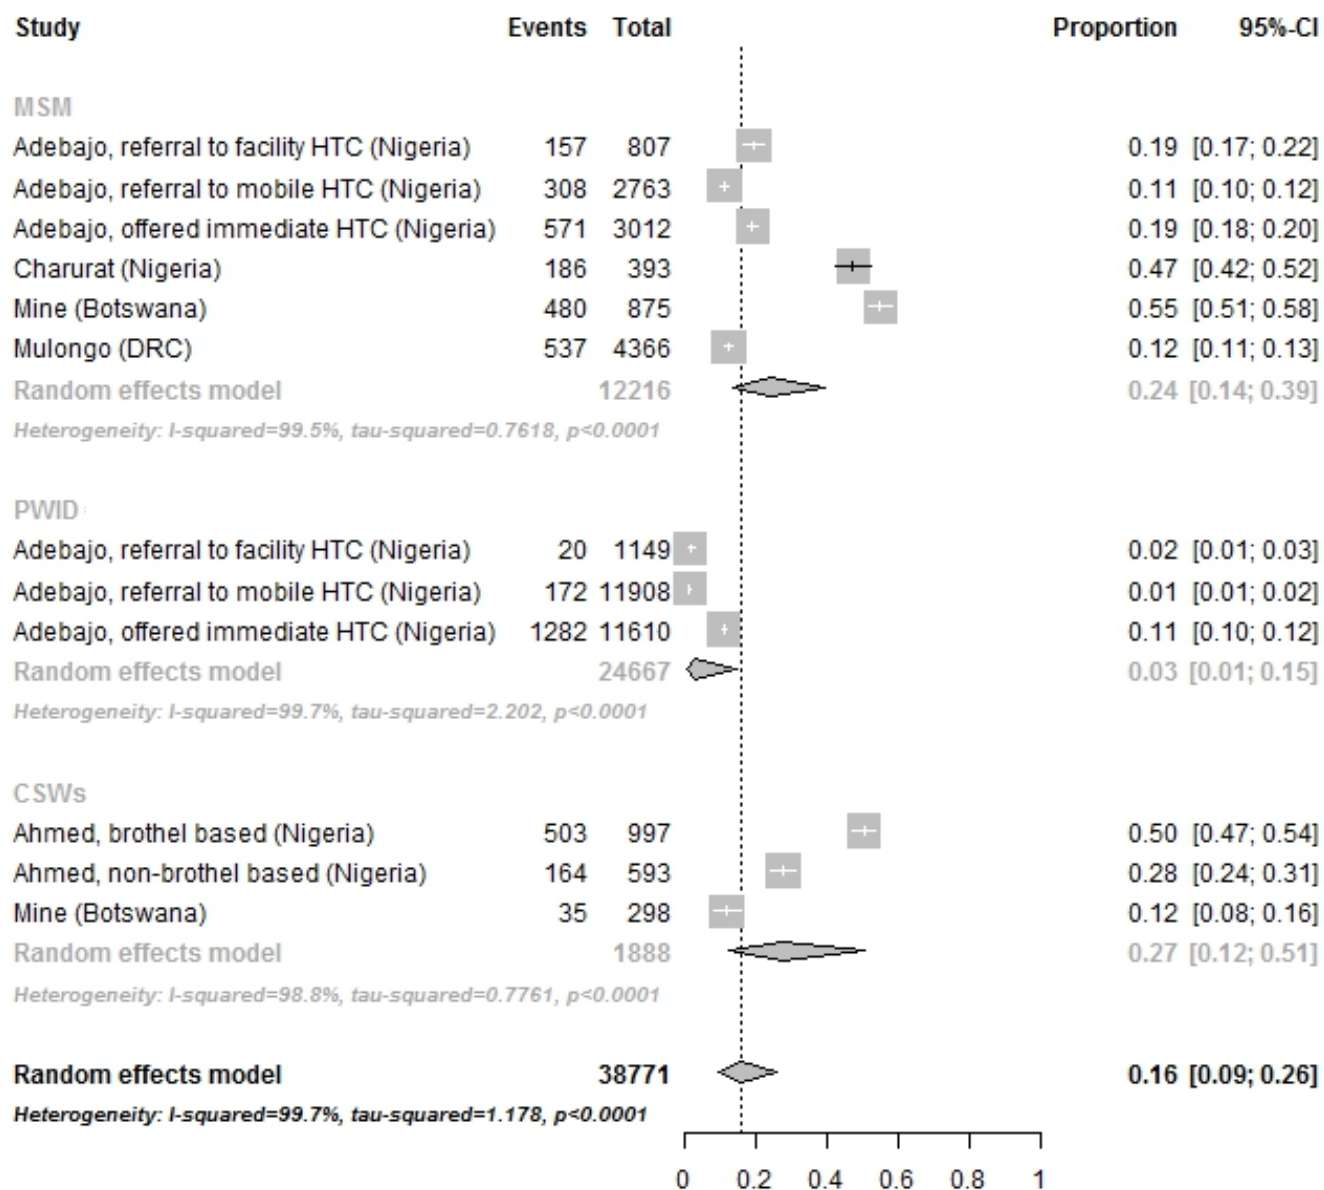 Study Events Total Proportion 95%-CI
MSM
Adebajo, referral to facility HTC (Nigeria) 157 807 0.19 [0.17; 0.22]
Adebajo, referral to mobile HTC (Nigeria) 308 2763 0.11 [0.10; 0.12]
Adebajo, offered immediate HTC (Nigeria) 571 3012 0.19 [0.18; 0.20]
Charurat (Nigeria) 186 393 0.47 [0.42; 0.52]
Mine (Botswana) 480 875 0.55 [0.51; 0.58]
Mulongo (DRC) 537 4366 0.12 [0.11; 0.13]
Random effects model 12216 0.24 [0.14; 0.39]
Heterogeneity: I-squared=99.5%, tau-squared=0.7618, p<0.0001
PWID
Adebajo, referral to facility HTC (Nigeria) 20 1149 0.02 [0.01; 0.03]
Adebajo, referral to mobile HTC (Nigeria) 172 11908 0.01 [0.01; 0.02]
Adebajo, offered immediate HTC (Nigeria) 1282 11610 0.11 [0.10; 0.12]
Random effects model 24667 0.03 [0.01; 0.15]
Heterogeneity: I-squared=99.7%, tau-squared=2.202, p<0.0001
CSWs
Ahmed, brothel based (Nigeria) 503 997 0.50 [0.47; 0.54]
Ahmed, non-brothel based (Nigeria) 164 593 0.28 [0.24; 0.31]
Mine (Botswana) 35 298 0.12 [0.08; 0.16]
Random effects model 1888 0.27 [0.12; 0.51]
Heterogeneity: I-squared=98.8%, tau-squared=0.7761, p<0.0001
Random effects model 38771 0.16 [0.09; 0.26]
Heterogeneity: I-squared=99.7%, tau-squared=1.178, p<0.0001
0 0.2 0.4 0.6 0.8 1